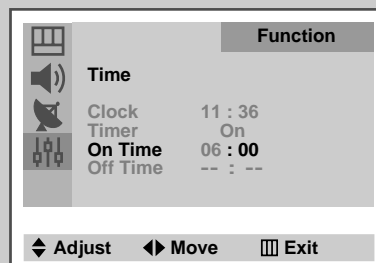 Function
Time
Clock 11 : 36
Timer On
On Time 06 : 00
Off Time -- : --
Adjust Move Exit